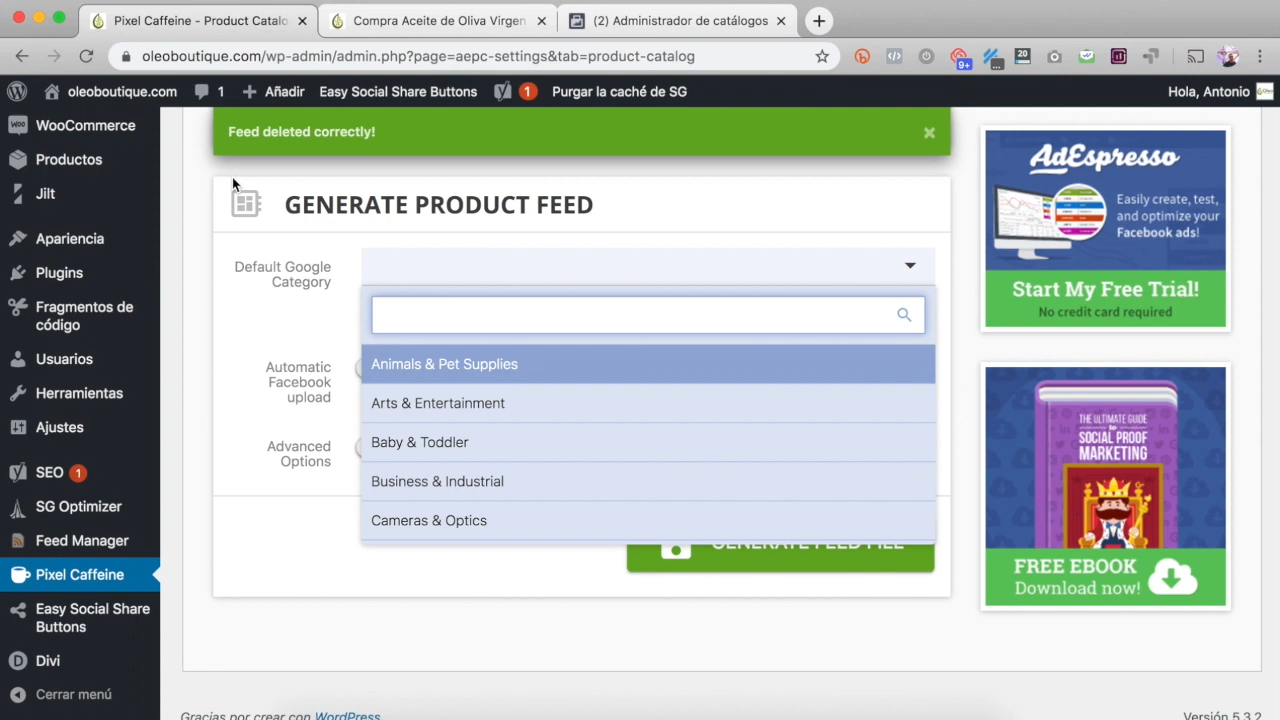 Pixel Caffeine - Product Catalo
Compra Aceite de Oliva Virgen
(2) Administrador de catálogos
oleoboutique.com/wp-admin/admin.php?page=aepc-settings&tab=product-catalog
9+
20
oleoboutique.com
1
Añadir
Easy Social Share Buttons
1
Purgar la caché de SG
Hola, Antonio
WooCommerce
Productos
Jilt
Apariencia
Plugins
Fragmentos de
código
Usuarios
Herramientas
Ajustes
SEO 1
SG Optimizer
Feed Manager
Pixel Caffeine
Easy Social Share
Buttons
Divi
Cerrar menú
Feed deleted correctly!
GENERATE PRODUCT FEED
Default Google
Category
Animals & Pet Supplies
Arts & Entertainment
Baby & Toddler
Business & Industrial
Cameras & Optics
Automatic
Facebook
upload
Advanced
Options
GENERATE FEED FILE
AdEspresso
Easily create, test,
and optimize your
Facebook ads!
Start My Free Trial!
No credit card required
THE ULTIMATE GUIDE
to
SOCIAL PROOF
MARKETING
FREE EBOOK
Download now!
Gracias por crear con WordPress
Versión 5.3.2